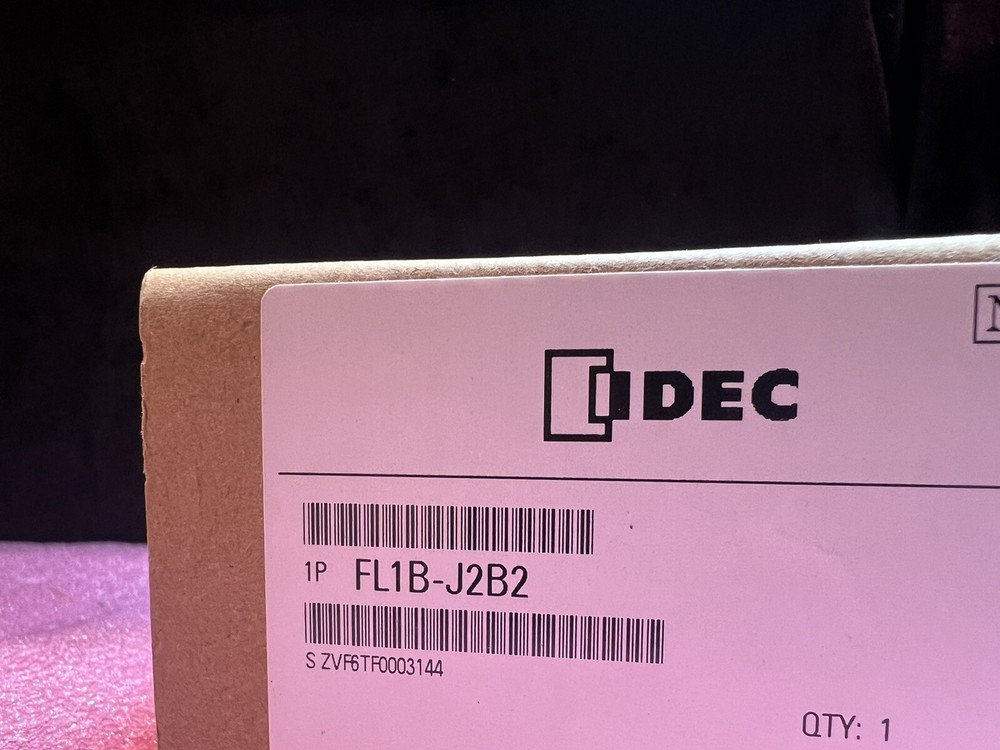 IDEC
1P FL1B-J2B2
S ZVF6TF0003144
QTY: 1